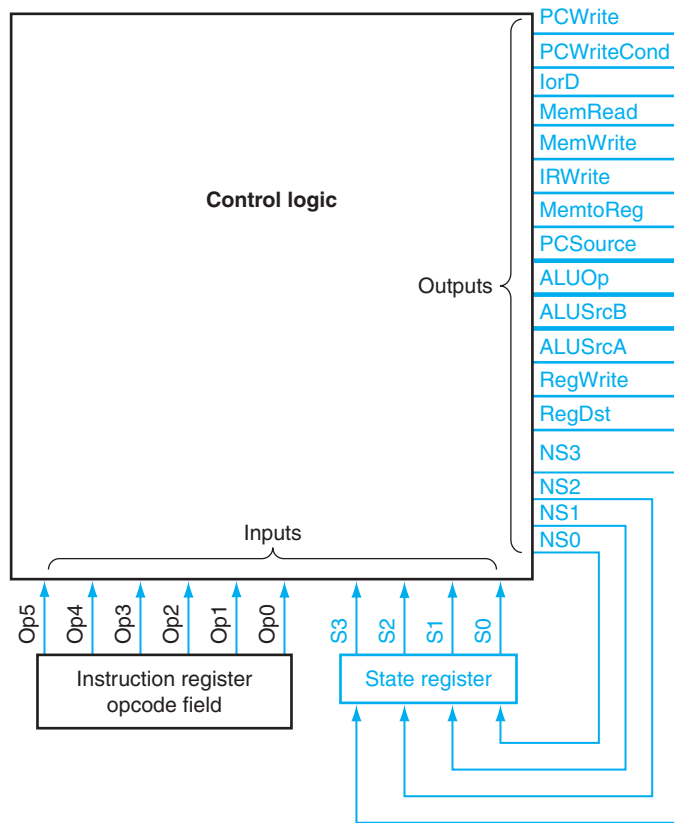 PCWrite
PCWriteCond
IorD
MemRead
MemWrite
IRWrite
Control logic
MemtoReg
PCSource
Outputs
ALUOp
ALUSrcB
ALUSrcA
RegWrite
RegDst
NS3
NS2
NS1
NS0
Inputs
Op5
Op4
Op3
Op2
Op1
Op0
S3
S2
S1
S0
Instruction register
opcode field
State register